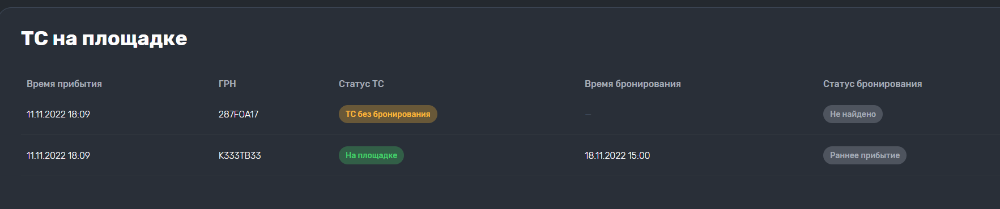 ТС на площадке
Время прибытия ГРН Статус ТС Время бронирования Статус бронирования
11.11.2022 18:09 287FOA17 ТС без бронирования — Не найдено
11.11.2022 18:09 К333ТВ33 На площадке 18.11.2022 15:00 Раннее прибытие